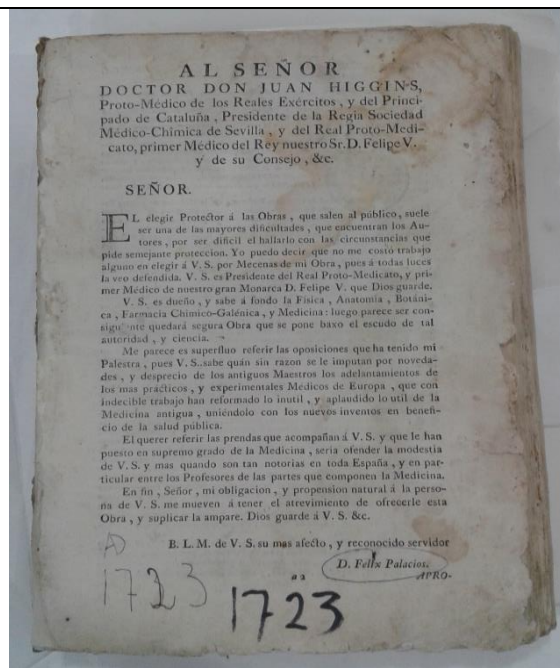 AL SEÑOR
DOCTOR DON JUAN HIGGINS,
Proto-Médico de los Reales Exércitos, y del Princi-
pado de Cataluña, Presidente de la Regia Sociedad
Médico-Chîmica de Sevilla, y del Real Proto-Medi-
cato, primer Médico del Rey nuestro Sr. D. Felipe V.
y de su Consejo, &c.
SEÑOR.
EL elegir Protector á las Obras, que salen al público, suele
ser una de las mayores dificultades, que encuentran los Au-
tores, por ser dificil el hallarlo con las circunstancias que
pide semejante proteccion. Yo puedo decir que no me costó trabajo
alguno en elegir á V. S. por Mecenas de mi Obra, pues á todas luces
la veo defendida. V. S. es Presidente del Real Proto-Medicato, y pri-
mer Médico de nuestro gran Monarca D. Felipe V. que Dios guarde.
V. S. es dueño, y sabe á fondo la Fisica, Anatomía, Botáni-
ca, Farmacia Chîmico-Galénica, y Medicina: luego parece ser con-
siguiente quedará segura Obra que se pone baxo el escudo de tal
autoridad, y ciencia.
Me parece es superfluo referir las oposiciones que ha tenido mi
Palestra, pues V. S. sabe quán sin razon se le imputan por noveda-
des, y desprecio de los antiguos Maestros los adelantamientos de
los mas prácticos, y experimentales Médicos de Europa, que con
indecible trabajo han reformado lo inutil, y aplaudido lo util de la
Medicina antigua, uniéndolo con los nuevos inventos en benefi-
cio de la salud pública.
El querer referir las prendas que acompañan á V. S. y que le han
puesto en supremo grado de la Medicina, seria ofender la modestia
de V. S. y mas quando son tan notorias en toda España, y en par-
ticular entre los Profesores de las partes que componen la Medicina.
En fin, Señor, mi obligacion, y propension natural á la perso-
na de V. S. me mueven á tener el atrevimiento de ofrecerle esta
Obra, y suplicar la ampare. Dios guarde á V. S. &c.
B. L. M. de V. S. su mas afecto, y reconocido servidor
D. Felix Palacios.
APRO-
AD
1723
1723